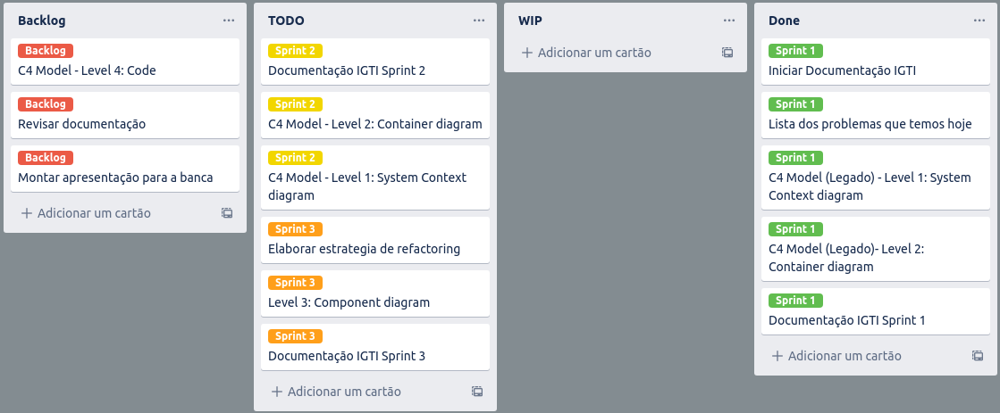 Backlog
Backlog
C4 Model - Level 4: Code
Backlog
Revisar documentação
Backlog
Montar apresentação para a banca
Adicionar um cartão
TODO
Sprint 2
Documentação IGTI Sprint 2
Sprint 2
C4 Model - Level 2: Container diagram
Sprint 2
C4 Model - Level 1: System Context
diagram
Sprint 3
Elaborar estrategia de refactoring
Sprint 3
Level 3: Component diagram
Sprint 3
Documentação IGTI Sprint 3
Adicionar um cartão
WIP
Adicionar um cartão
Done
Sprint 1
Iniciar Documentação IGTI
Sprint 1
Lista dos problemas que temos hoje
Sprint 1
C4 Model (Legado) - Level 1: System
Context diagram
Sprint 1
C4 Model (Legado)- Level 2:
Container diagram
Sprint 1
Documentação IGTI Sprint 1
Adicionar um cartão